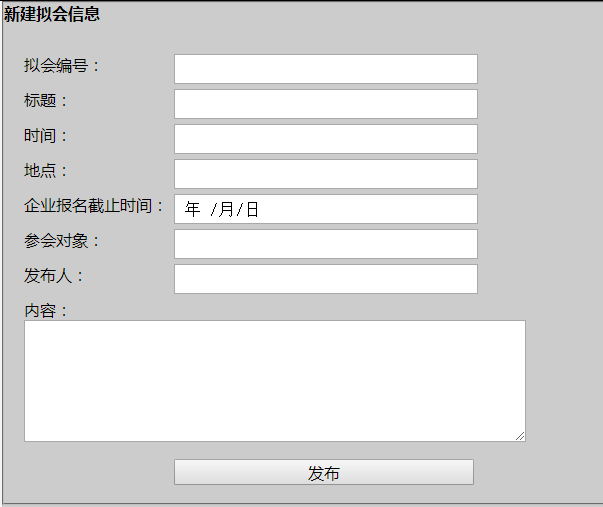 新建拟会信息
拟会编号：
标题：
时间：
地点：
企业报名截止时间： 年 /月/日
参会对象：
发布人：
内容：
发布